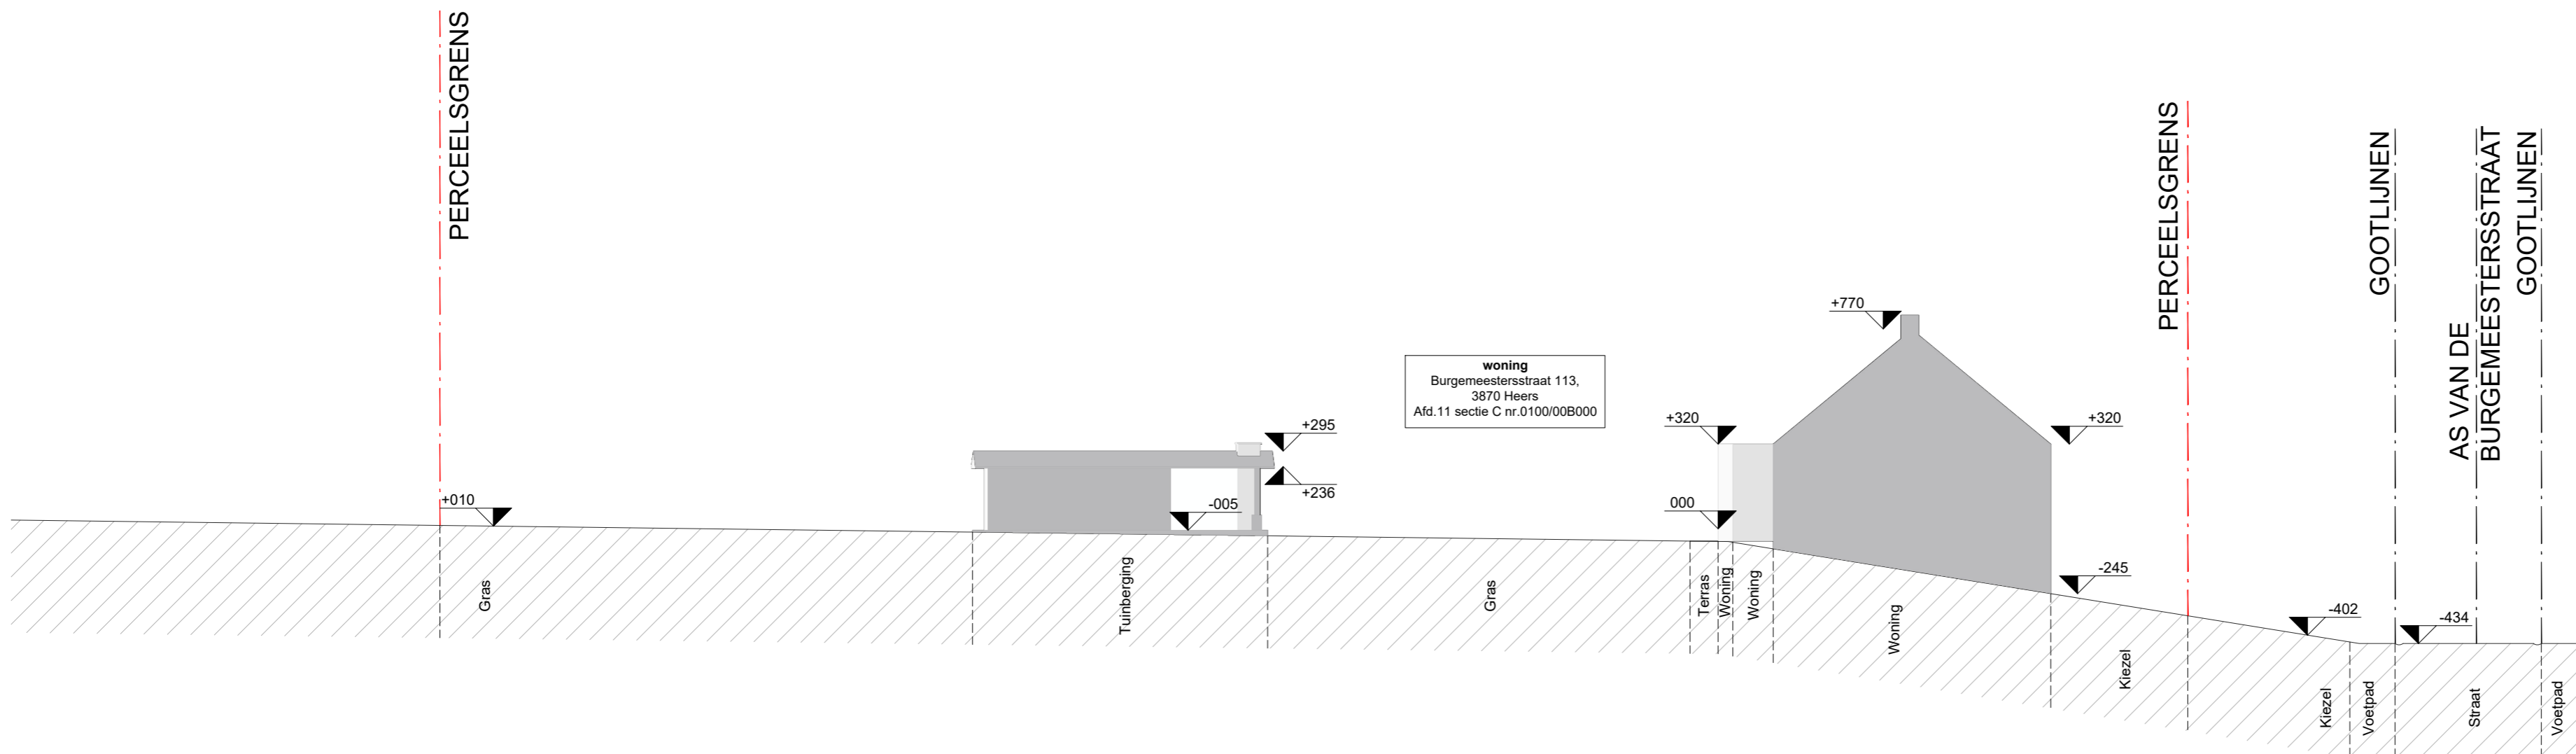 PERCEELSGRENS
PERCEELSGRENS
GOOTLIJNEN
AS VAN DE
BURGEMEESTERSSTRAAT
GOOTLIJNEN
+770
woning
Burgemeestersstraat 113,
3870 Heers
Afd.11 sectie C nr.0100/00B000
+295
+320
+320
+236
+010
-005
000
-245
-402
-434
Gras
Tuinberging
Gras
Terras
Woning
Woning
Woning
Kiezel
Kiezel
Voetpad
Straat
Voetpad